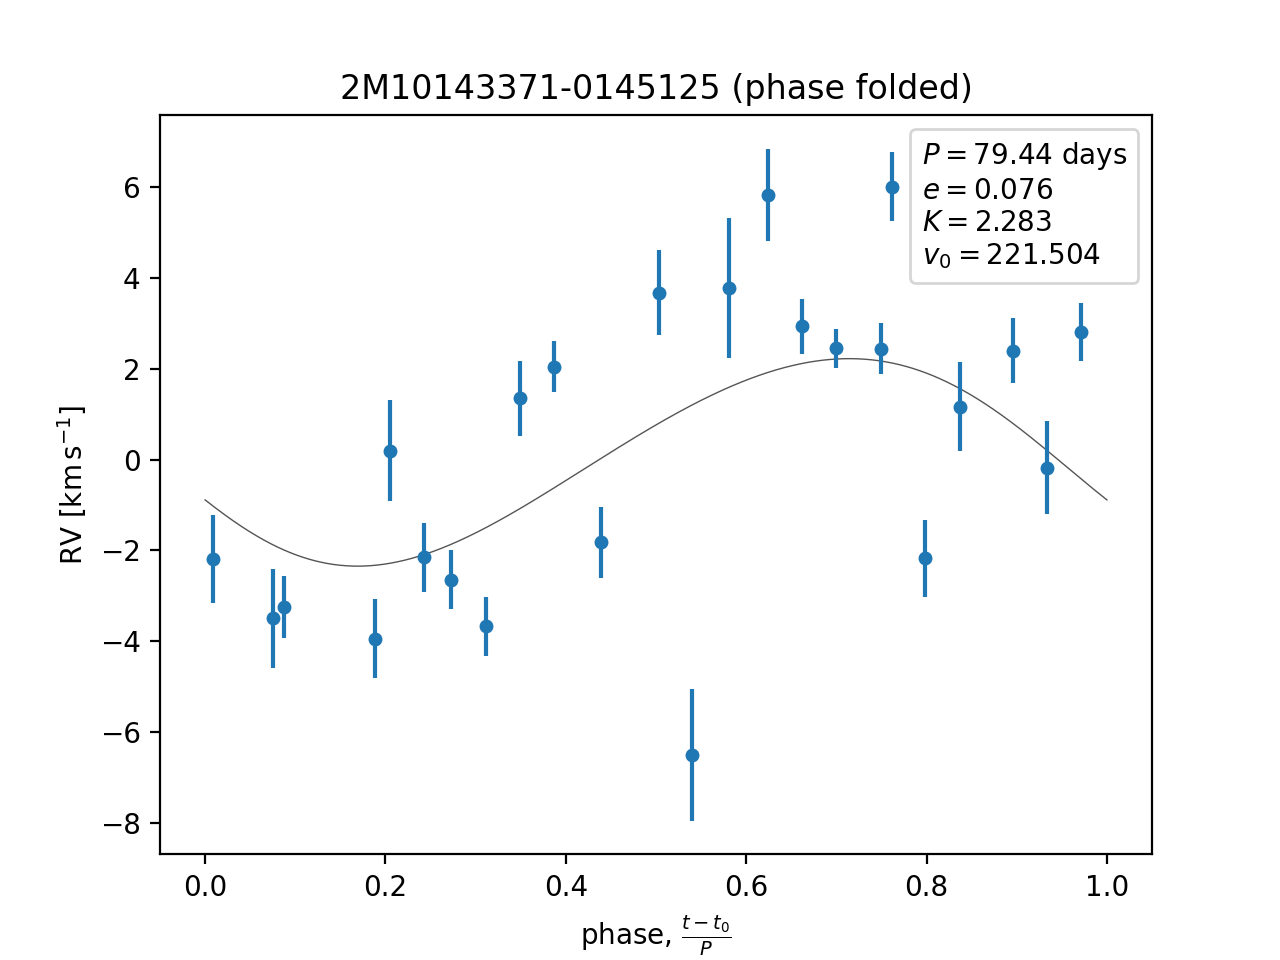 2M10143371-0145125 (phase folded)
P = 79.44 days
e = 0.076
K = 2.283
v₀ = 221.504
RV [km s⁻¹]
6
4
2
0
−2
−4
−6
−8
0.0 0.2 0.4 0.6 0.8 1.0
phase, (t − t₀)/P